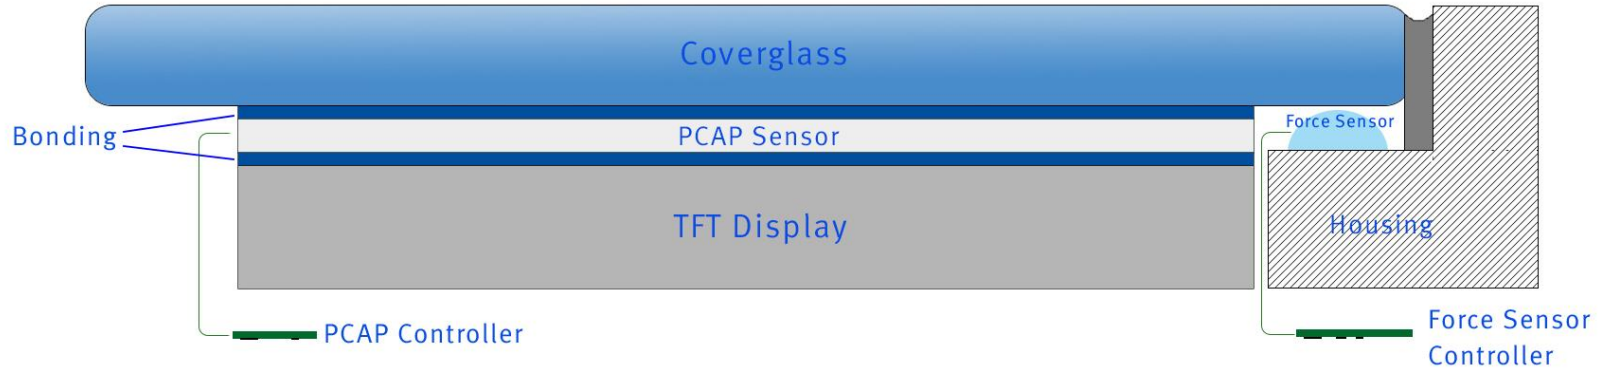 Coverglass
Bonding
PCAP Sensor
Force Sensor
TFT Display
Housing
PCAP Controller
Force Sensor
Controller